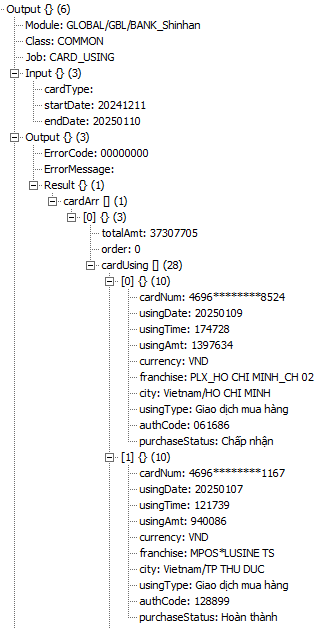 Output {} (6)
Module: GLOBAL/GBL/BANK_Shinhan
Class: COMMON
Job: CARD_USING
Input {} (3)
cardType:
startDate: 20241211
endDate: 20250110
Output {} (3)
ErrorCode: 00000000
ErrorMessage:
Result {} (1)
cardArr [] (1)
[0] {} (3)
totalAmt: 37307705
order: 0
cardUsing [] (28)
[0] {} (10)
cardNum: 4696********8524
usingDate: 20250109
usingTime: 174728
usingAmt: 1397634
currency: VND
franchise: PLX_HO CHI MINH_CH 02
city: Vietnam/HO CHI MINH
usingType: Giao dịch mua hàng
authCode: 061686
purchaseStatus: Chấp nhận
[1] {} (10)
cardNum: 4696********1167
usingDate: 20250107
usingTime: 121739
usingAmt: 940086
currency: VND
franchise: MPOS*LUSINE TS
city: Vietnam/TP THU DUC
usingType: Giao dịch mua hàng
authCode: 128899
purchaseStatus: Hoàn thành